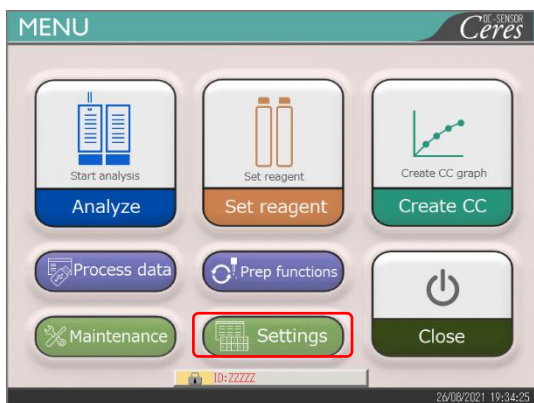 MENU
OC-SENSOR
Ceres
Start analysis
Analyze
Set reagent
Set reagent
Create CC graph
Create CC
Process data
Prep functions
Maintenance
Settings
Close
ID:ZZZZZ
26/08/2021 19:34:25